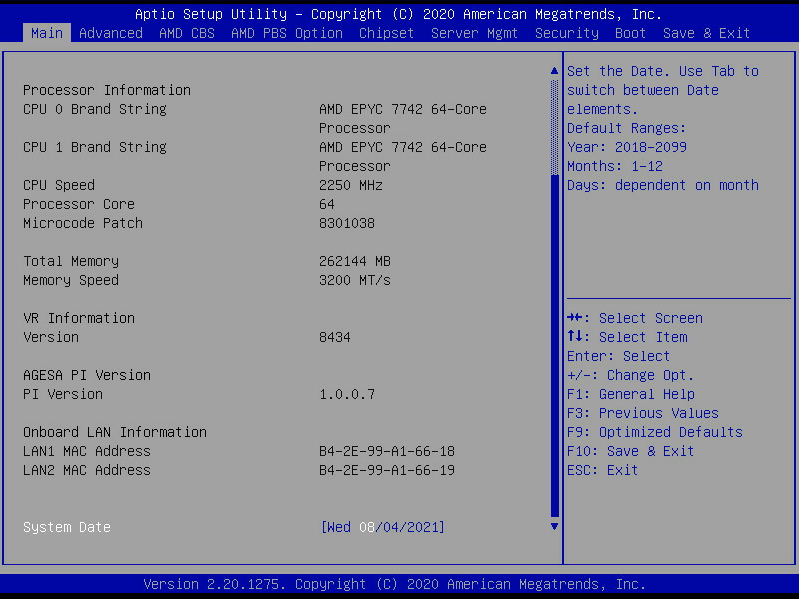 Aptio Setup Utility – Copyright (C) 2020 American Megatrends, Inc.
Main Advanced AMD CBS AMD PBS Option Chipset Server Mgmt Security Boot Save & Exit
Processor Information
CPU 0 Brand String AMD EPYC 7742 64-Core
Processor
CPU 1 Brand String AMD EPYC 7742 64-Core
Processor
CPU Speed 2250 MHz
Processor Core 64
Microcode Patch 8301038
Total Memory 262144 MB
Memory Speed 3200 MT/s
VR Information
Version 8434
AGESA PI Version
PI Version 1.0.0.7
Onboard LAN Information
LAN1 MAC Address B4-2E-99-A1-66-18
LAN2 MAC Address B4-2E-99-A1-66-19
System Date [Wed 08/04/2021]
Set the Date. Use Tab to
switch between Date
elements.
Default Ranges:
Year: 2018-2099
Months: 1-12
Days: dependent on month
→←: Select Screen
↑↓: Select Item
Enter: Select
+/-: Change Opt.
F1: General Help
F3: Previous Values
F9: Optimized Defaults
F10: Save & Exit
ESC: Exit
Version 2.20.1275. Copyright (C) 2020 American Megatrends, Inc.